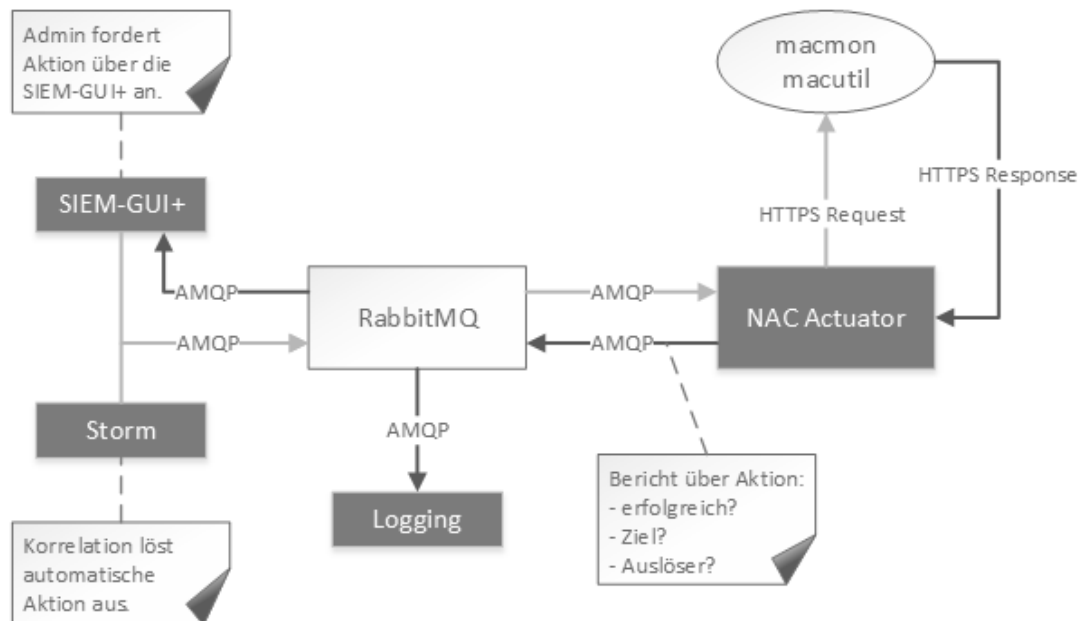 Admin fordert
Aktion über die
SIEM-GUI+ an.
macmon
macutil
SIEM-GUI+
HTTPS Response
HTTPS Request
AMQP
AMQP
RabbitMQ
NAC Actuator
AMQP
AMQP
Storm
AMQP
Bericht über Aktion:
- erfolgreich?
- Ziel?
- Auslöser?
Logging
Korrelation löst
automatische
Aktion aus.